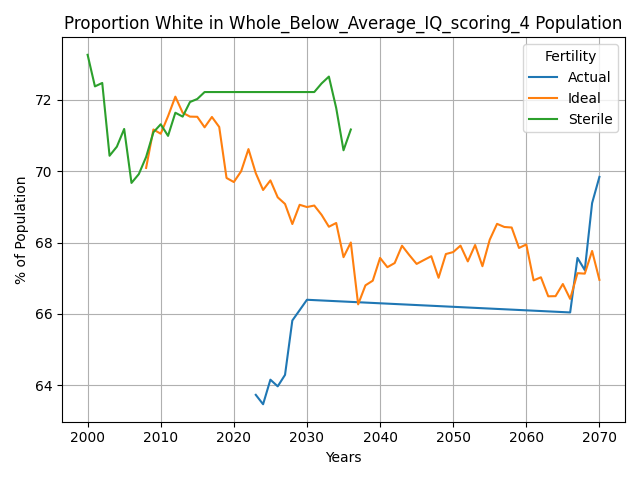 Proportion White in Whole_Below_Average_IQ_scoring_4 Population
% of Population
72
70
68
66
64
2000 2010 2020 2030 2040 2050 2060 2070
Years
Fertility
Actual
Ideal
Sterile